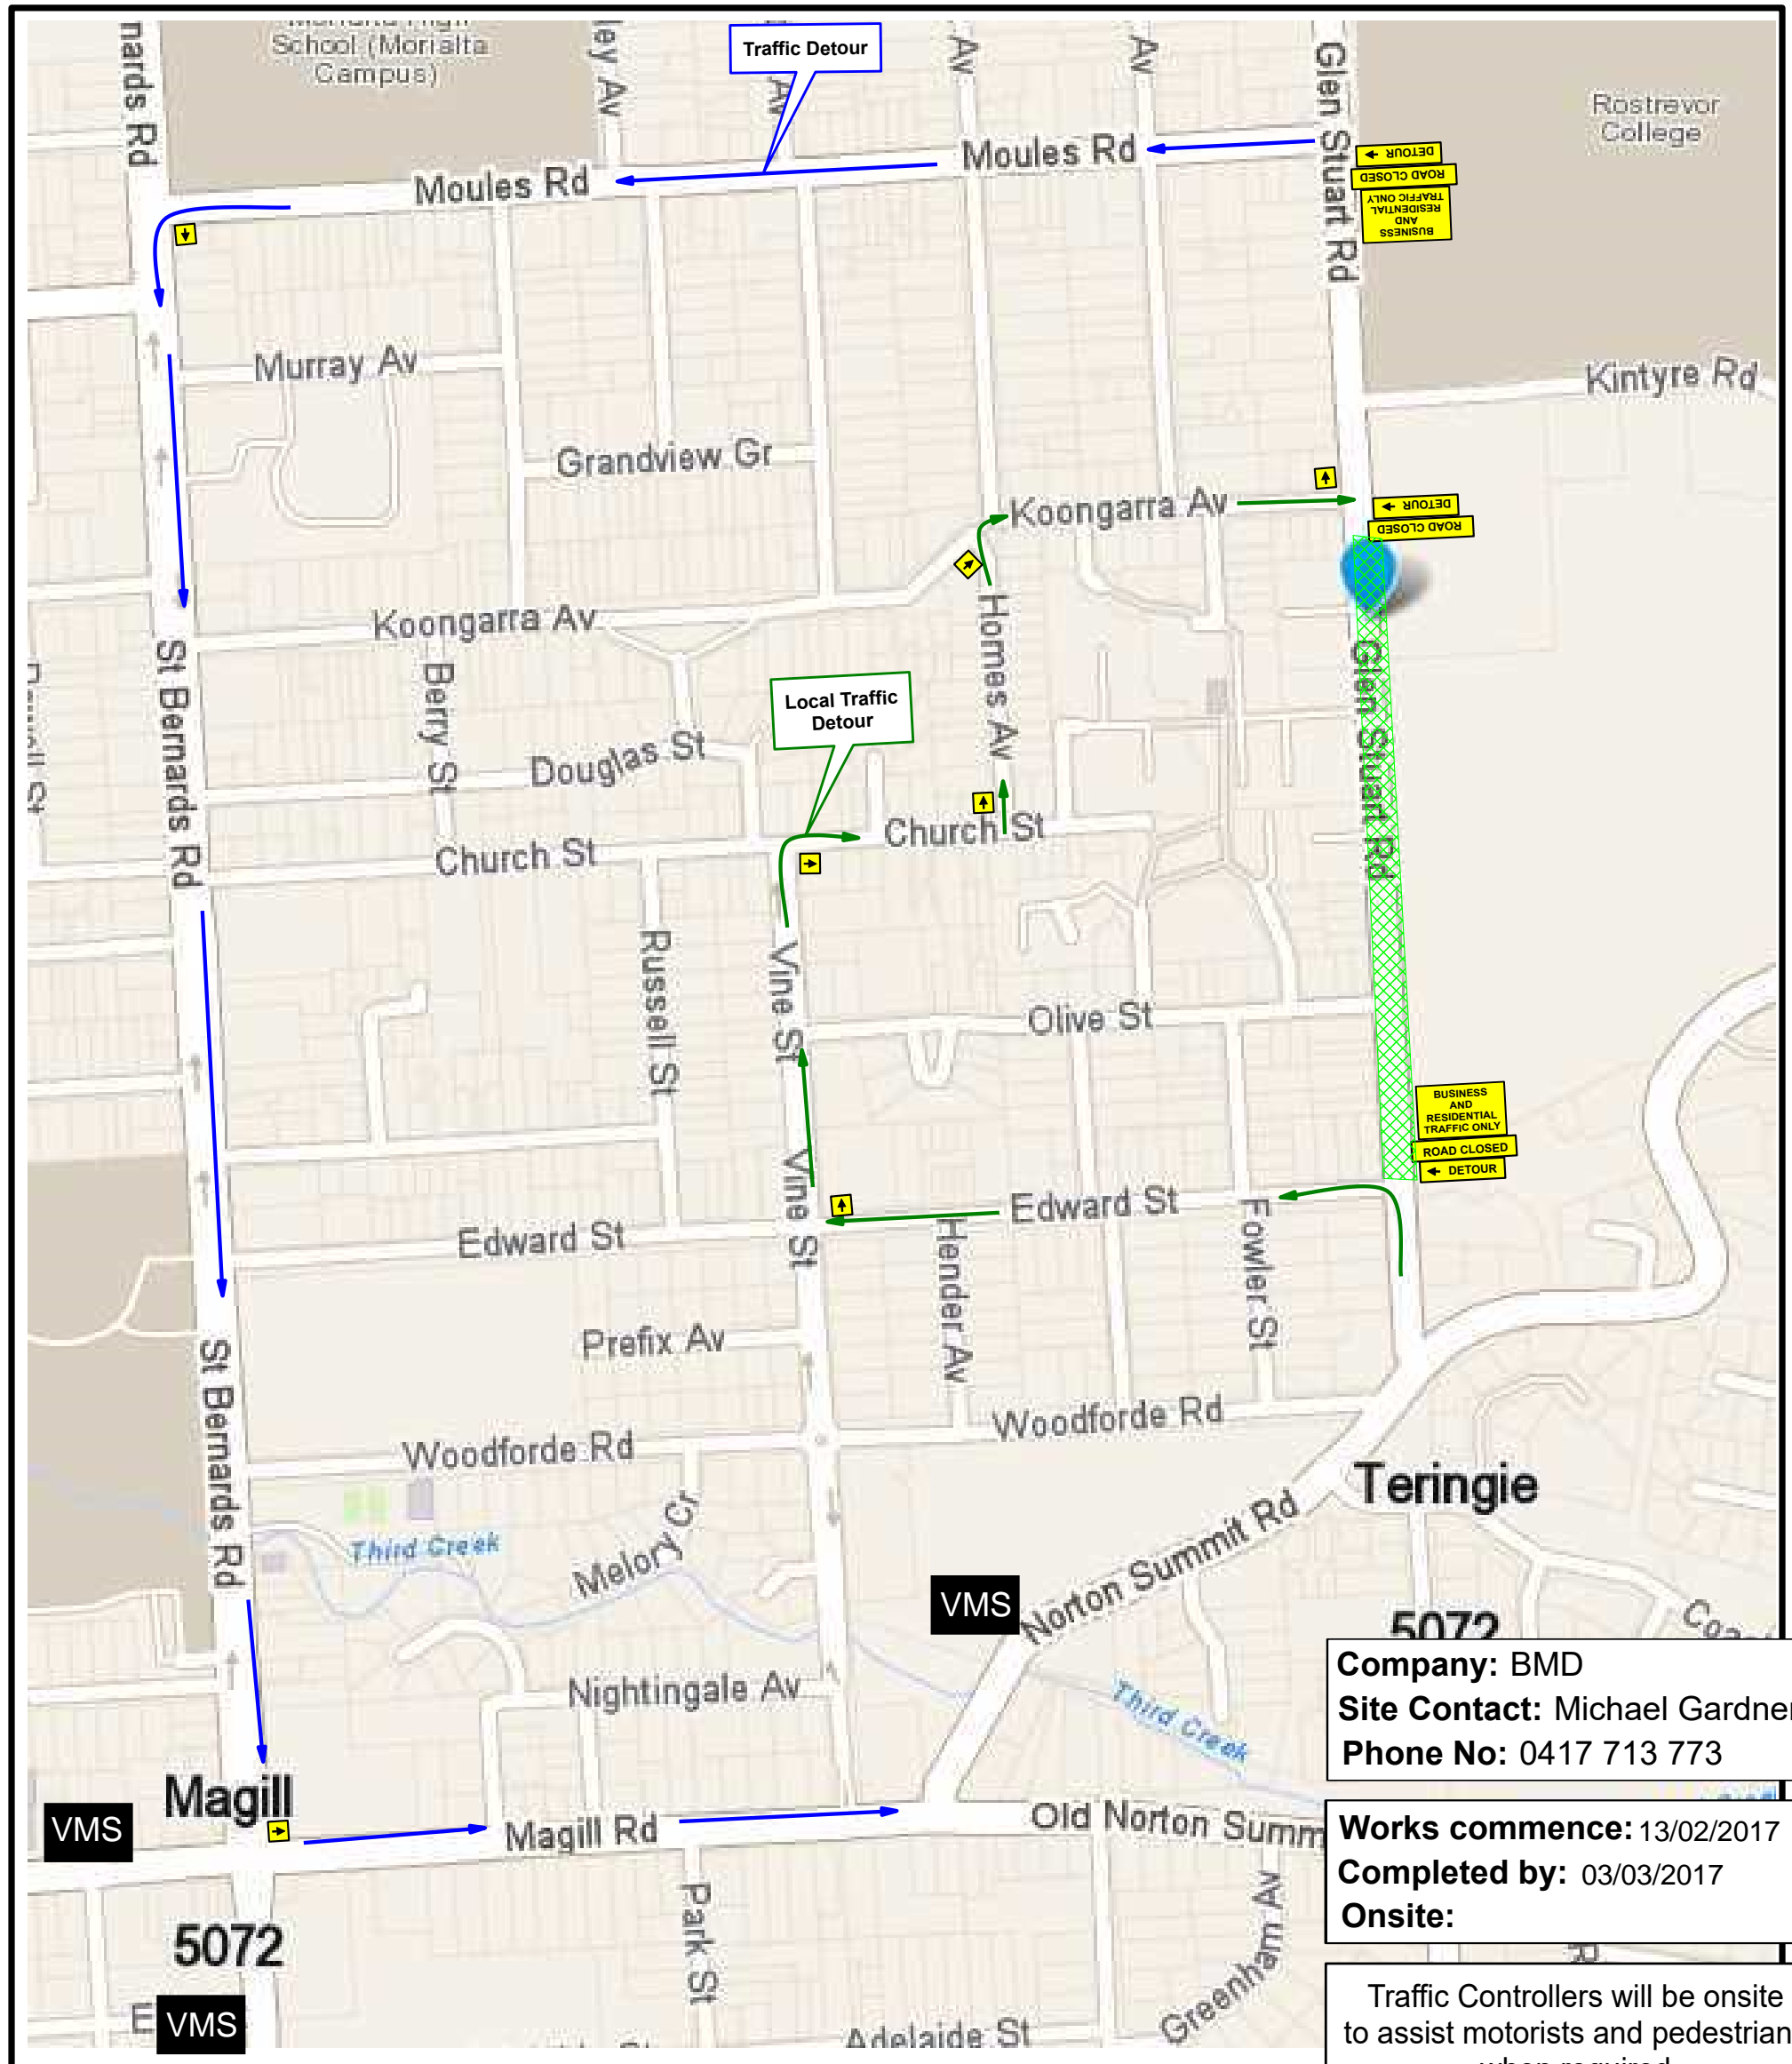 School (Morialta
Campus)
Traffic Detour
Av
Av
Glen Stuart Rd
Rostrevor
College
Moules Rd
Moules Rd
DETOUR
ROAD CLOSED
BUSINESS
AND
RESIDENTIAL
TRAFFIC ONLY
Murray Av
Kintyre Rd
Grandview Gr
Koongarra Av
DETOUR
ROAD CLOSED
Koongarra Av
St Bernards Rd
Berry St
Homes Av
Glen Stuart Rd
Local Traffic
Detour
Douglas St
Church St
Church St
Russell St
Vine St
Olive St
BUSINESS
AND
RESIDENTIAL
TRAFFIC ONLY
ROAD CLOSED
DETOUR
Vine St
Edward St
Edward St
Hender Av
Fowler St
Prefix Av
St Bernards Rd
Woodforde Rd
Woodforde Rd
Teringie
Third Creek
Melory Cr
Norton Summit Rd
VMS
5072
Nightingale Av
Third Creek
Company: BMD
Site Contact: Michael Gardner
Phone No: 0417 713 773
Magill
VMS
Magill Rd
Old Norton Summ
Works commence: 13/02/2017
Completed by: 03/03/2017
Onsite:
5072
Park St
Greenham Av
VMS
Adelaide St
Traffic Controllers will be onsite
to assist motorists and pedestrian
when required